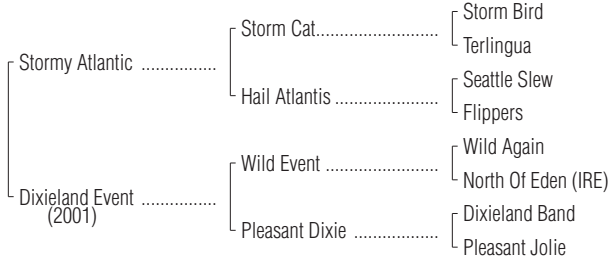 Storm Bird
Storm Cat........................
Terlingua
Stormy Atlantic ...............
Seattle Slew
Hail Atlantis .....................
Flippers
Wild Again
Wild Event .......................
North Of Eden (IRE)
Dixieland Event ...............
(2001)
Dixieland Band
Pleasant Dixie .................
Pleasant Jolie